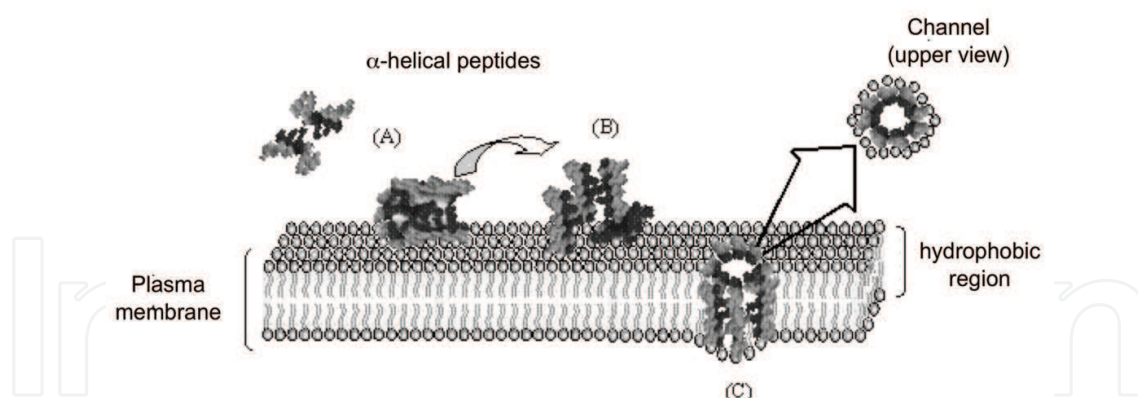 Channel
(upper view)
α-helical peptides
(A)
(B)
Plasma
membrane
hydrophobic
region
(C)